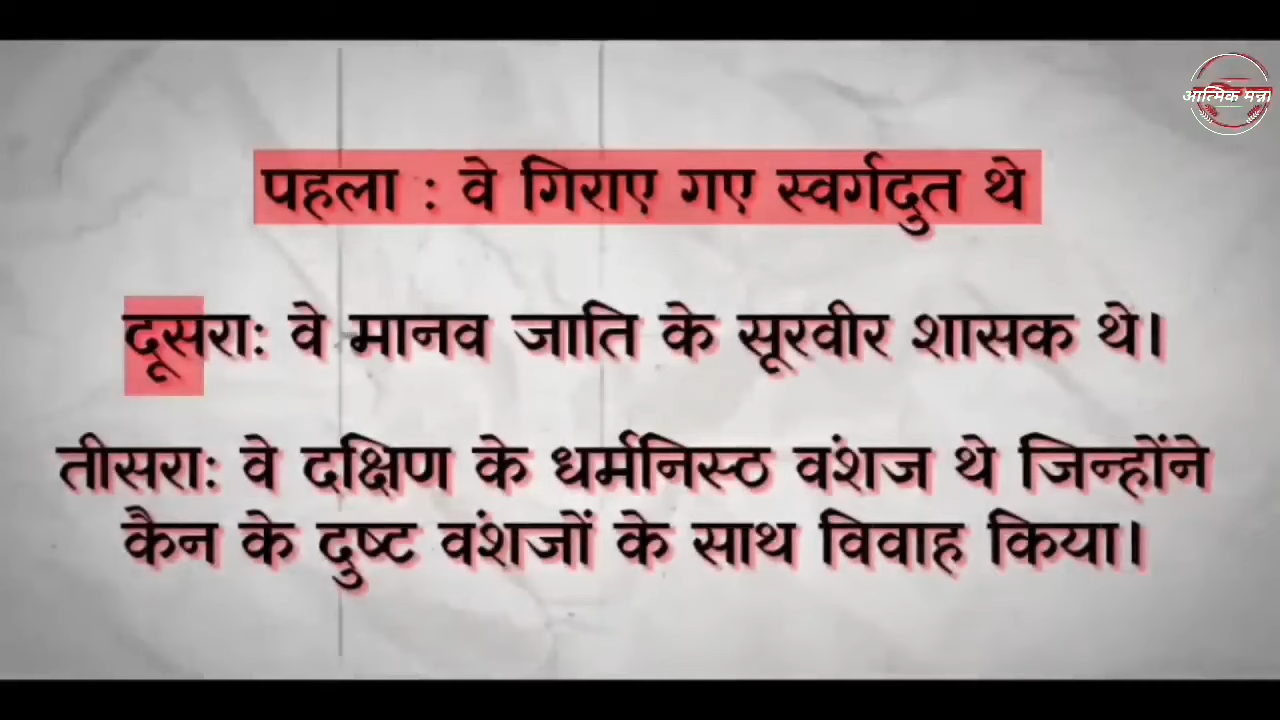 आत्मिक मन्ना
पहला : वे गिराए गए स्वर्गदुत थे
दूसराः वे मानव जाति के सूरवीर शासक थे।
तीसराः वे दक्षिण के धर्मनिस्ठ वंशज थे जिन्होंने
कैन के दुष्ट वंशजों के साथ विवाह किया।